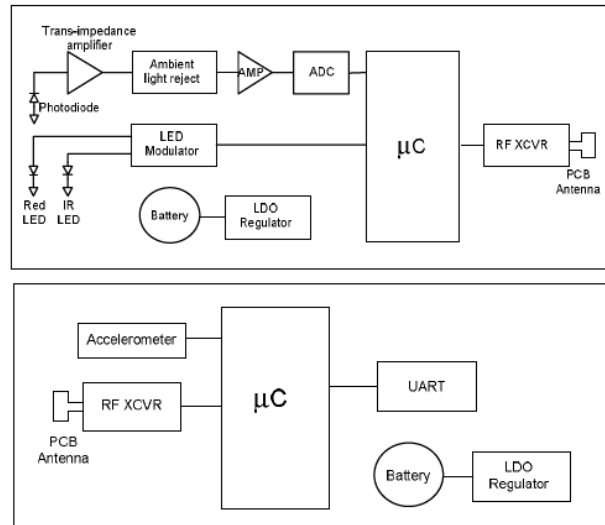 Trans-impedance
amplifier
Ambient
light reject
AMP
ADC
Photodiode
LED
Modulator
μC
RF XCVR
PCB
Antenna
Red
LED
IR
LED
Battery
LDO
Regulator
Accelerometer
RF XCVR
PCB
Antenna
μC
UART
Battery
LDO
Regulator